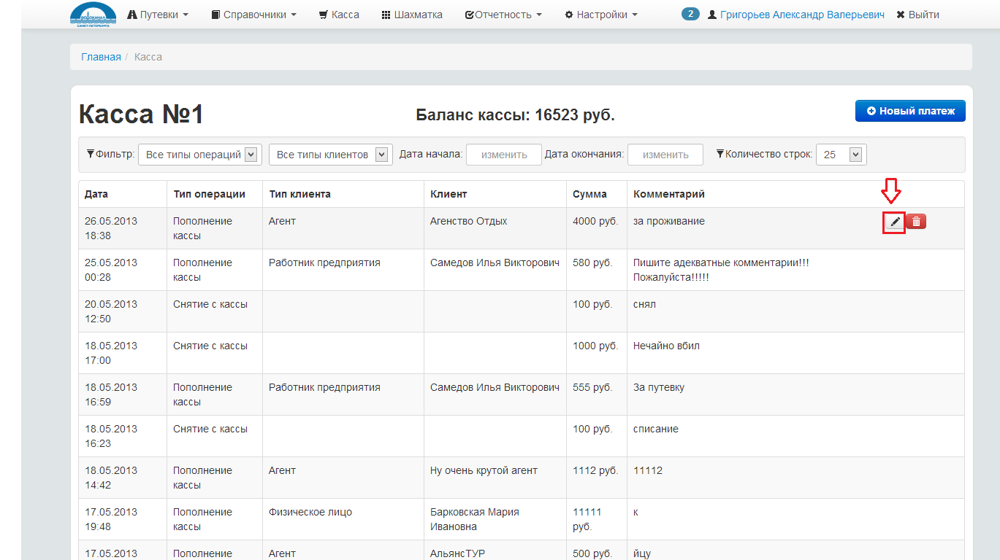 ВОДОКАНАЛ
САНКТ-ПЕТЕРБУРГА
Путевки Справочники Касса Шахматка Отчетность Настройки 2 Григорьев Александр Валерьевич Выйти
Главная / Касса
Касса №1 Баланс кассы: 16523 руб. Новый платеж
Фильтр: Все типы операций Все типы клиентов Дата начала: изменить Дата окончания: изменить Количество строк: 25
Дата Тип операции Тип клиента Клиент Сумма Комментарий
26.05.2013 Пополнение Агент Агенство Отдых 4000 руб. за проживание
18:38 кассы
25.05.2013 Пополнение Работник предприятия Самедов Илья Викторович 580 руб. Пишите адекватные комментарии!!!
00:28 кассы Пожалуйста!!!!!
20.05.2013 Снятие с кассы 100 руб. снял
12:50
18.05.2013 Снятие с кассы 1000 руб. Нечайно вбил
17:00
18.05.2013 Пополнение Работник предприятия Самедов Илья Викторович 555 руб. За путевку
16:59 кассы
18.05.2013 Снятие с кассы 100 руб. списание
16:23
18.05.2013 Пополнение Агент Ну очень крутой агент 1112 руб. 11112
14:42 кассы
17.05.2013 Пополнение Физическое лицо Барковская Мария 11111 к
19:48 кассы Ивановна руб.
17.05.2013 Пополнение Агент АльянсТУР 500 руб. йцу